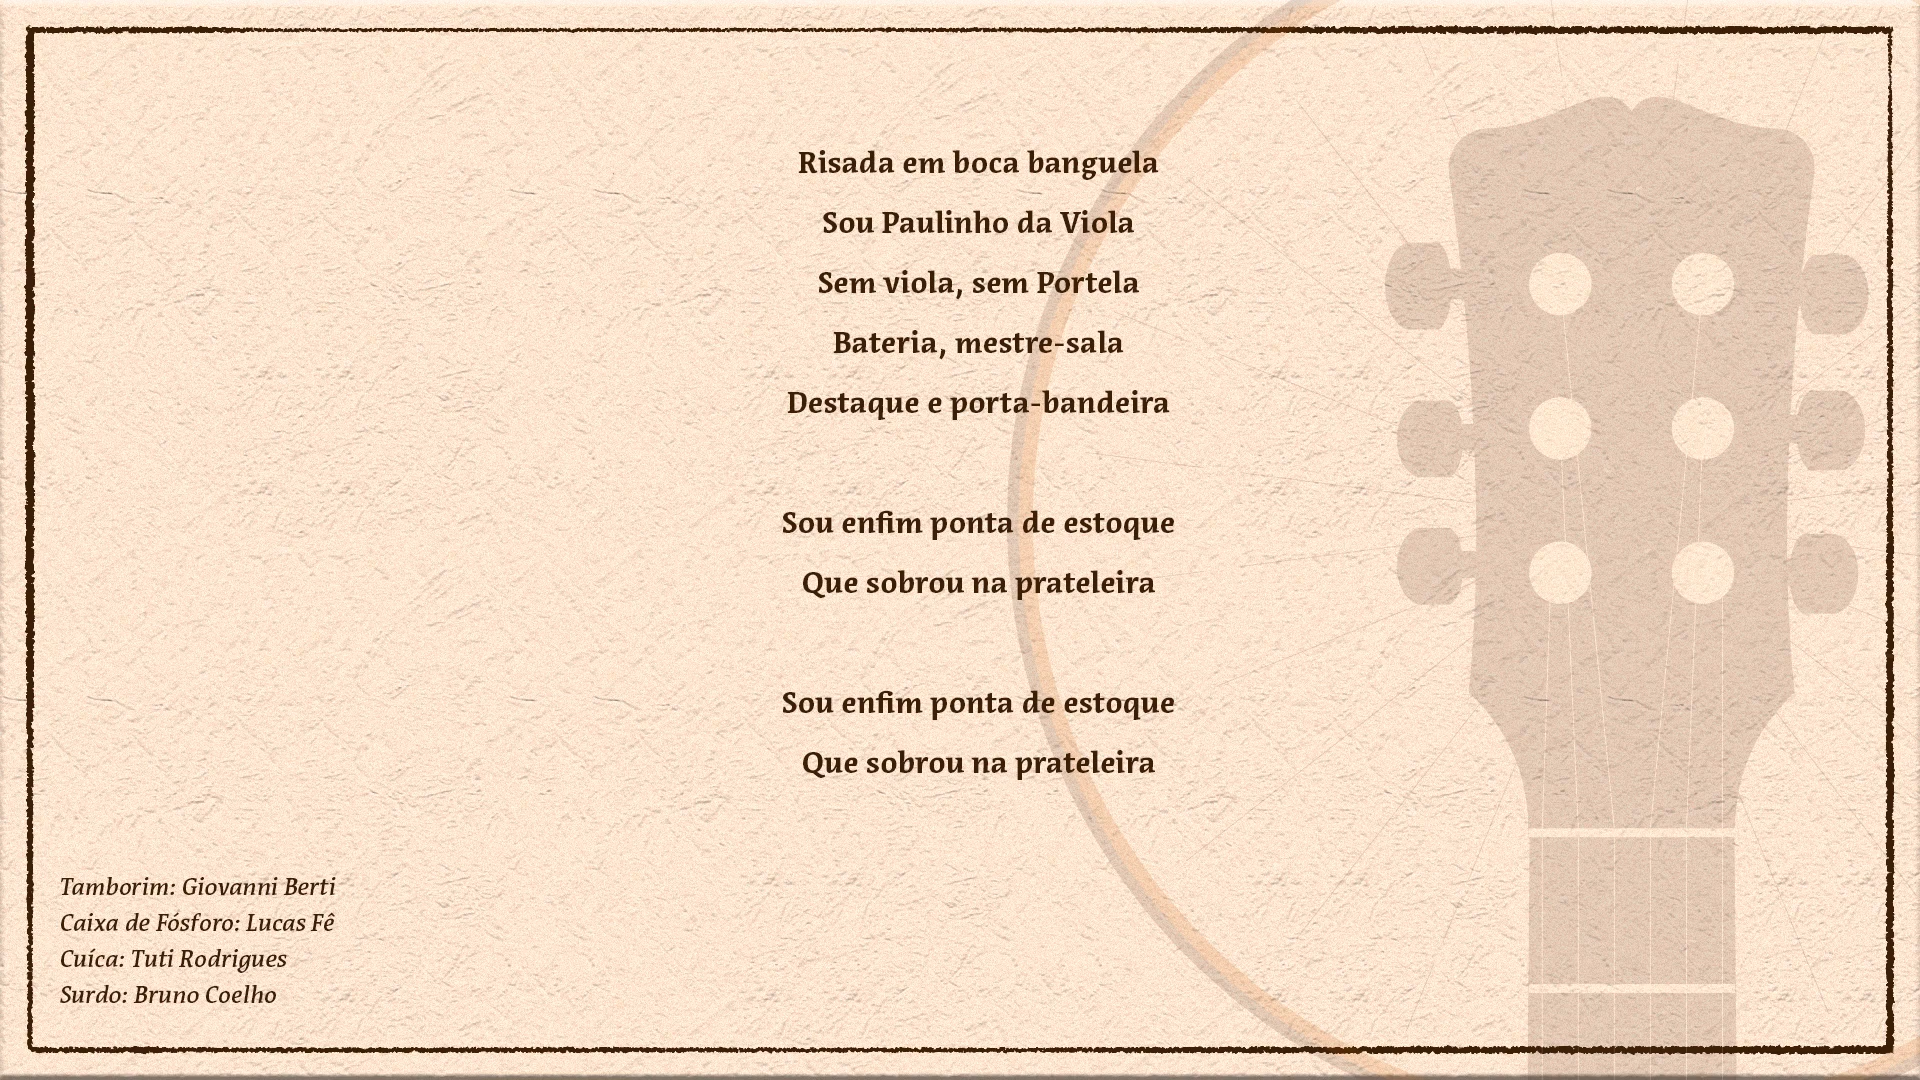 Risada em boca banguela
Sou Paulinho da Viola
Sem viola, sem Portela
Bateria, mestre-sala
Destaque e porta-bandeira
Sou enfim ponta de estoque
Que sobrou na prateleira
Sou enfim ponta de estoque
Que sobrou na prateleira
Tamborim: Giovanni Berti
Caixa de Fósforo: Lucas Fê
Cuíca: Tuti Rodrigues
Surdo: Bruno Coelho